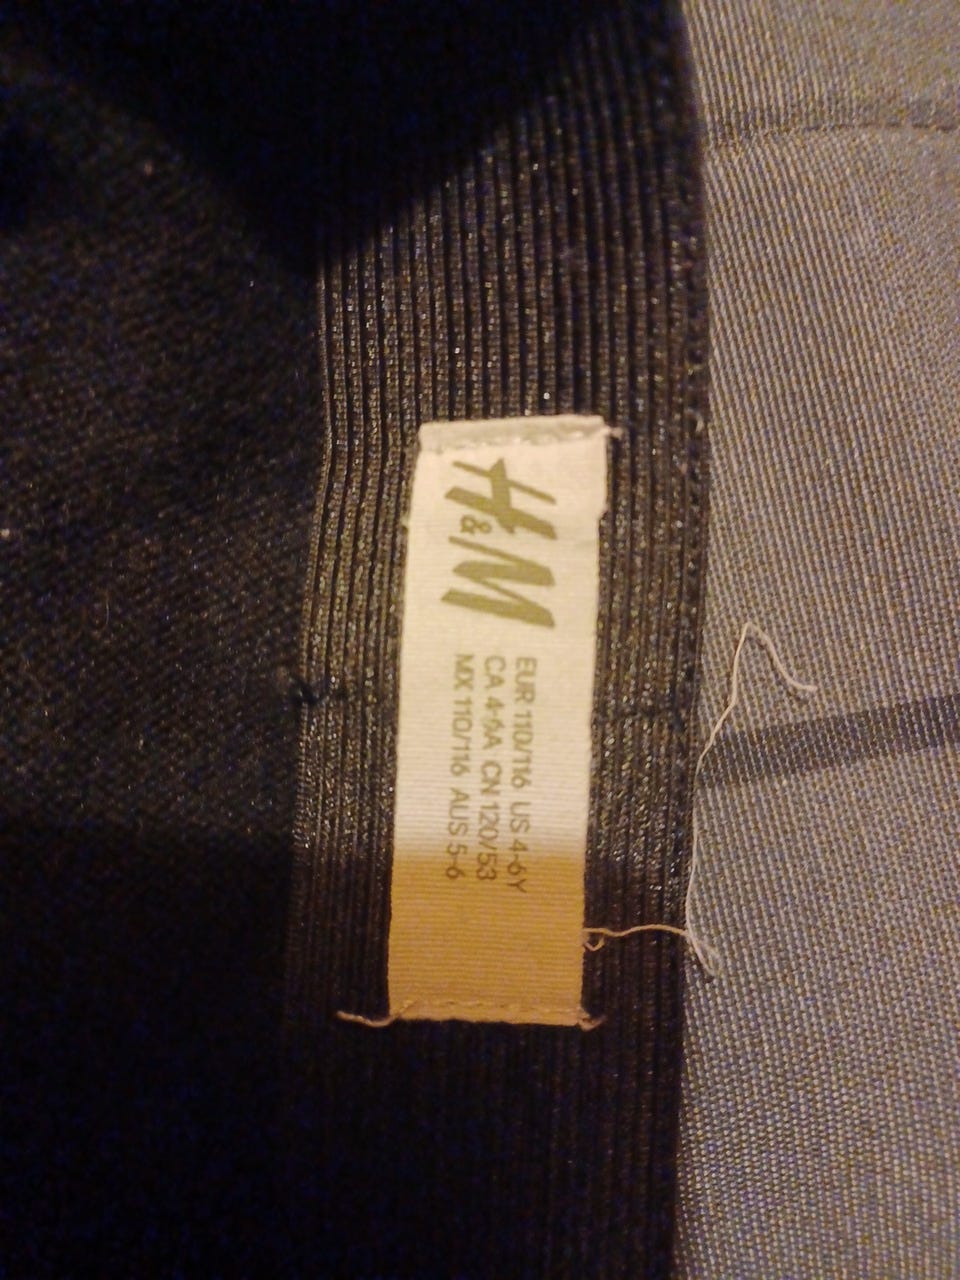 H&M
EUR 110/116 US 4-6Y
CA 4-6A CN 120/53
MX 110/116 AUS 5-6